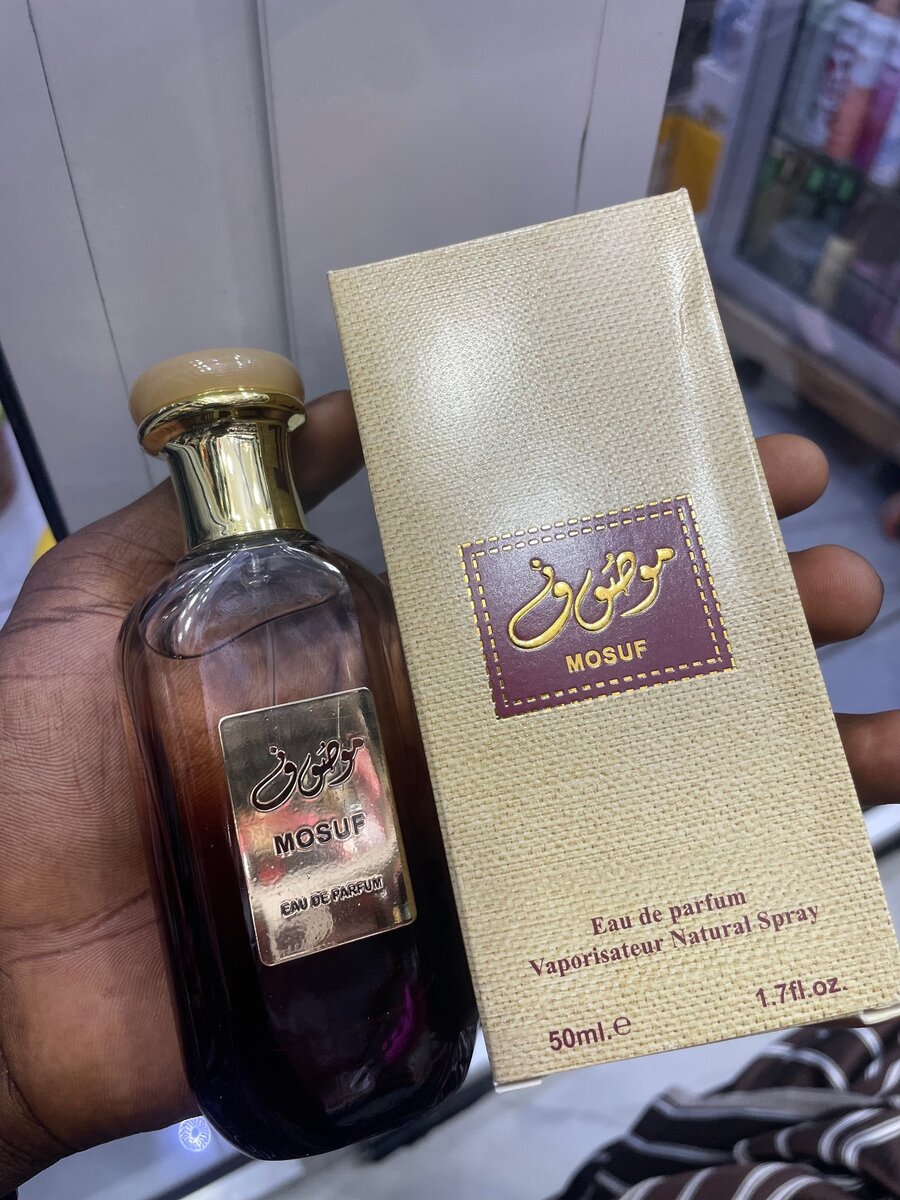 موصوف
MOSUF
EAU DE PARFUM
موصوف
MOSUF
Eau de parfum
Vaporisateur Natural Spray
50ml.℮
1.7fl.oz.